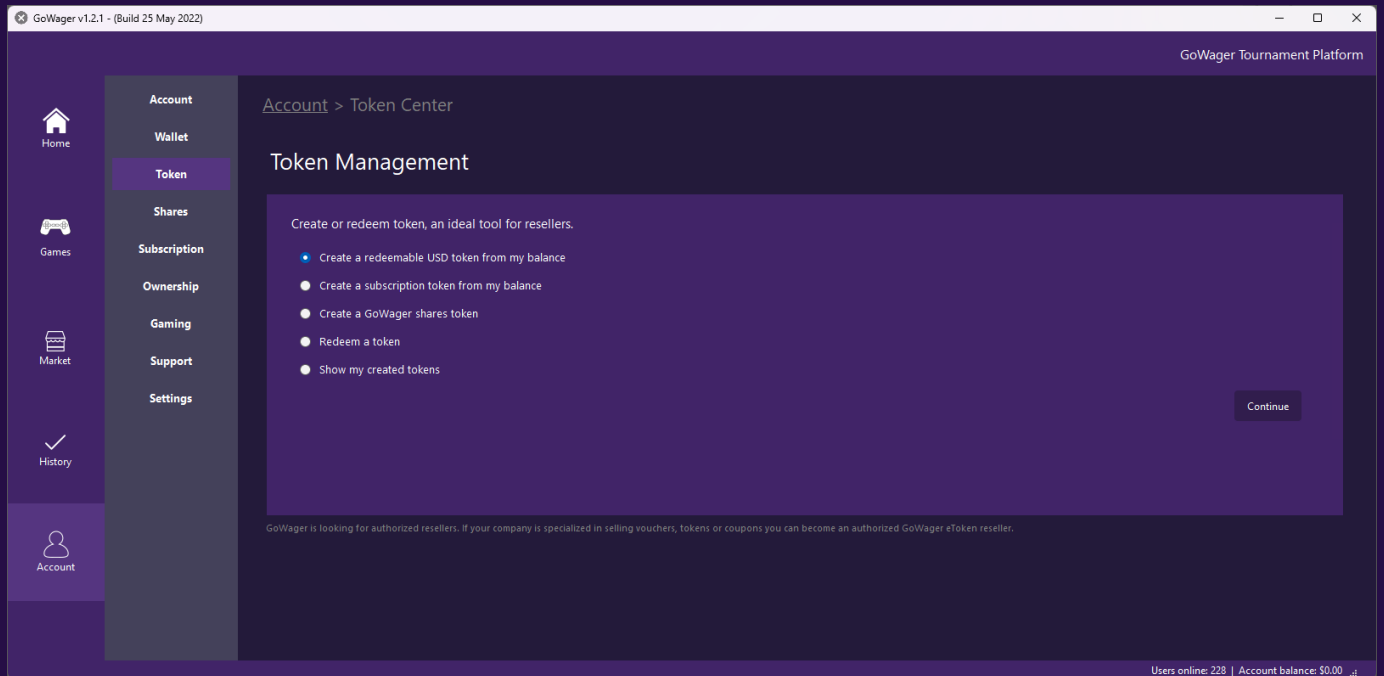 GoWager v1.2.1 - (Build 25 May 2022)
GoWager Tournament Platform
Home
Games
Market
History
Account
Account
Wallet
Token
Shares
Subscription
Ownership
Gaming
Support
Settings
Account > Token Center
Token Management
Create or redeem token, an ideal tool for resellers.
Create a redeemable USD token from my balance
Create a subscription token from my balance
Create a GoWager shares token
Redeem a token
Show my created tokens
Continue
GoWager is looking for authorized resellers. If your company is specialized in selling vouchers, tokens or coupons you can become an authorized GoWager eToken reseller.
Users online: 228 | Account balance: $0.00